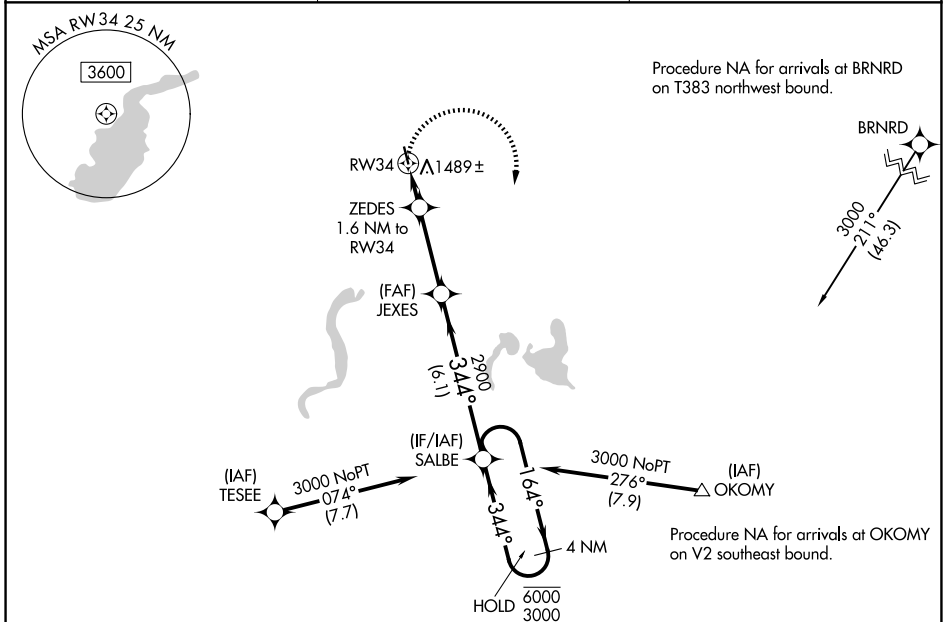 MSA RW34 25 NM
3600
Procedure NA for arrivals at BRNRD
on T383 northwest bound.
BRNRD
3000
211°
(46.3)
RW34
1489 ±
ZEDES
1.6 NM to
RW34
(FAF)
JEXES
2900
344°
(6.1)
(IF/IAF)
SALBE
(IAF)
TESEE
3000 NoPT
074°
(7.7)
3000 NoPT
276°
(7.9)
(IAF)
OKOMY
164°
344°
4 NM
Procedure NA for arrivals at OKOMY
on V2 southeast bound.
HOLD
6000
3000